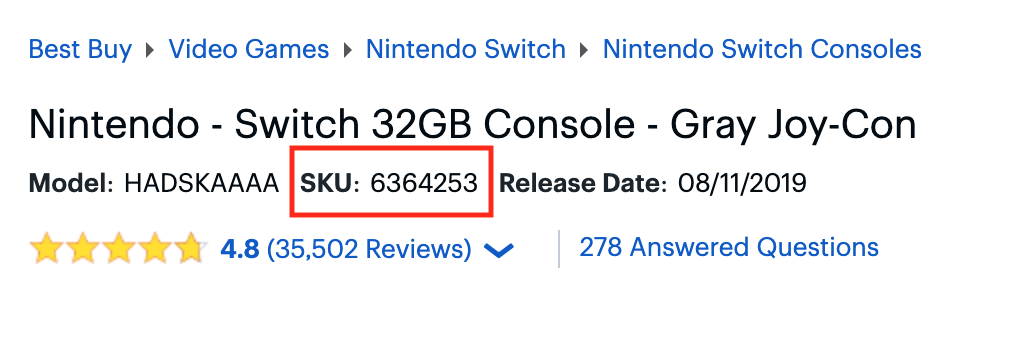 Best Buy Video Games Nintendo Switch Nintendo Switch Consoles
Nintendo - Switch 32GB Console - Gray Joy-Con
Model: HADSKAAAA SKU: 6364253 Release Date: 08/11/2019
4.8 (35,502 Reviews) 278 Answered Questions